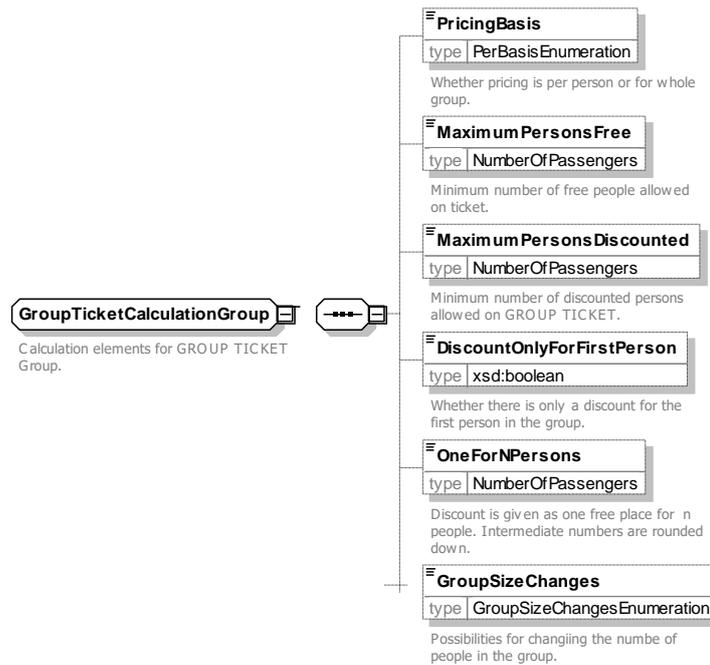 PricingBasis
type PerBasisEnumeration
Whether pricing is per person or for whole
group.
MaximumPersonsFree
type NumberOfPassengers
Minimum number of free people allowed
on ticket.
MaximumPersonsDiscounted
type NumberOfPassengers
Minimum number of discounted persons
allowed on GROUP TICKET.
GroupTicketCalculationGroup
Calculation elements for GROUP TICKET
Group.
DiscountOnlyForFirstPerson
type xsd:boolean
Whether there is only a discount for the
first person in the group.
OneForNPersons
type NumberOfPassengers
Discount is given as one free place for n
people. Intermediate numbers are rounded
down.
GroupSizeChanges
type GroupSizeChangesEnumeration
Possibilities for changiing the numbe of
people in the group.